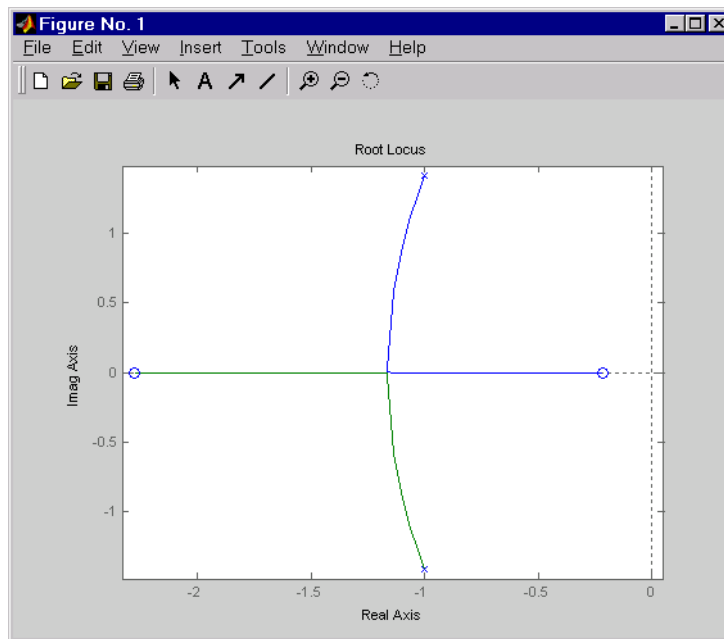 Figure No. 1
File Edit View Insert Tools Window Help
A
Root Locus
1
0.5
0
-0.5
-1
Imag Axis
-2 -1.5 -1 -0.5 0
Real Axis